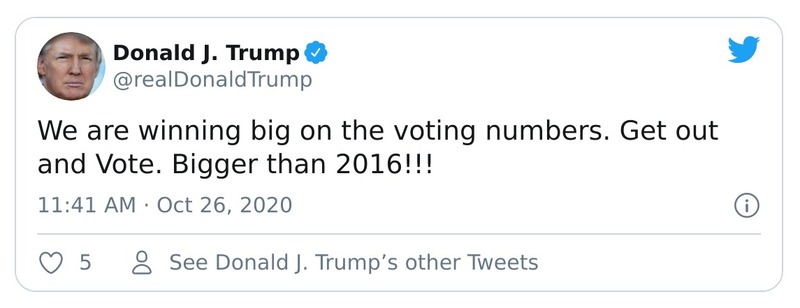 Donald J. Trump
@realDonaldTrump
We are winning big on the voting numbers. Get out
and Vote. Bigger than 2016!!!
11:41 AM · Oct 26, 2020
5
See Donald J. Trump’s other Tweets